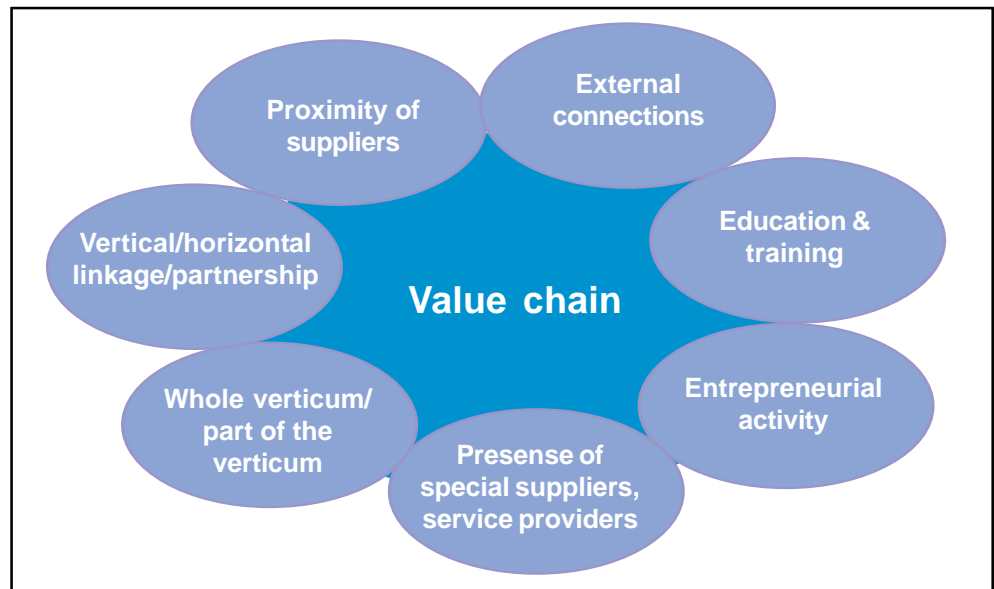 Proximity of
suppliers
External
connections
Education &
training
Vertical/horizontal
linkage/partnership
Value chain
Entrepreneurial
activity
Whole verticum/
part of the
verticum
Presense of
special suppliers,
service providers